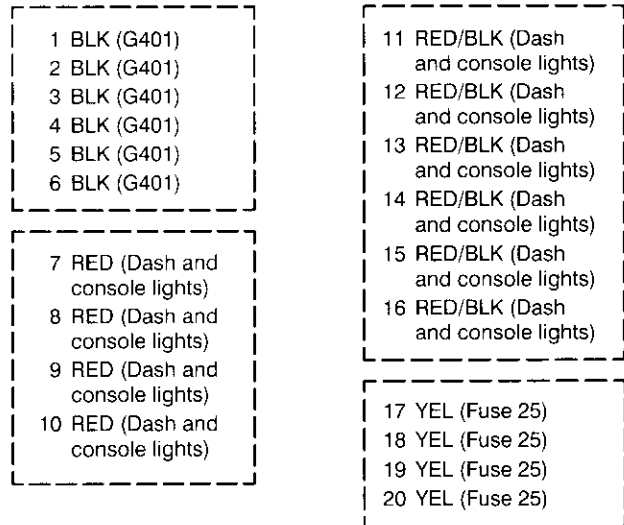 1 BLK (G401)
2 BLK (G401)
3 BLK (G401)
4 BLK (G401)
5 BLK (G401)
6 BLK (G401)
7 RED (Dash and
console lights)
8 RED (Dash and
console lights)
9 RED (Dash and
console lights)
10 RED (Dash and
console lights)
11 RED/BLK (Dash
and console lights)
12 RED/BLK (Dash
and console lights)
13 RED/BLK (Dash
and console lights)
14 RED/BLK (Dash
and console lights)
15 RED/BLK (Dash
and console lights)
16 RED/BLK (Dash
and console lights)
17 YEL (Fuse 25)
18 YEL (Fuse 25)
19 YEL (Fuse 25)
20 YEL (Fuse 25)